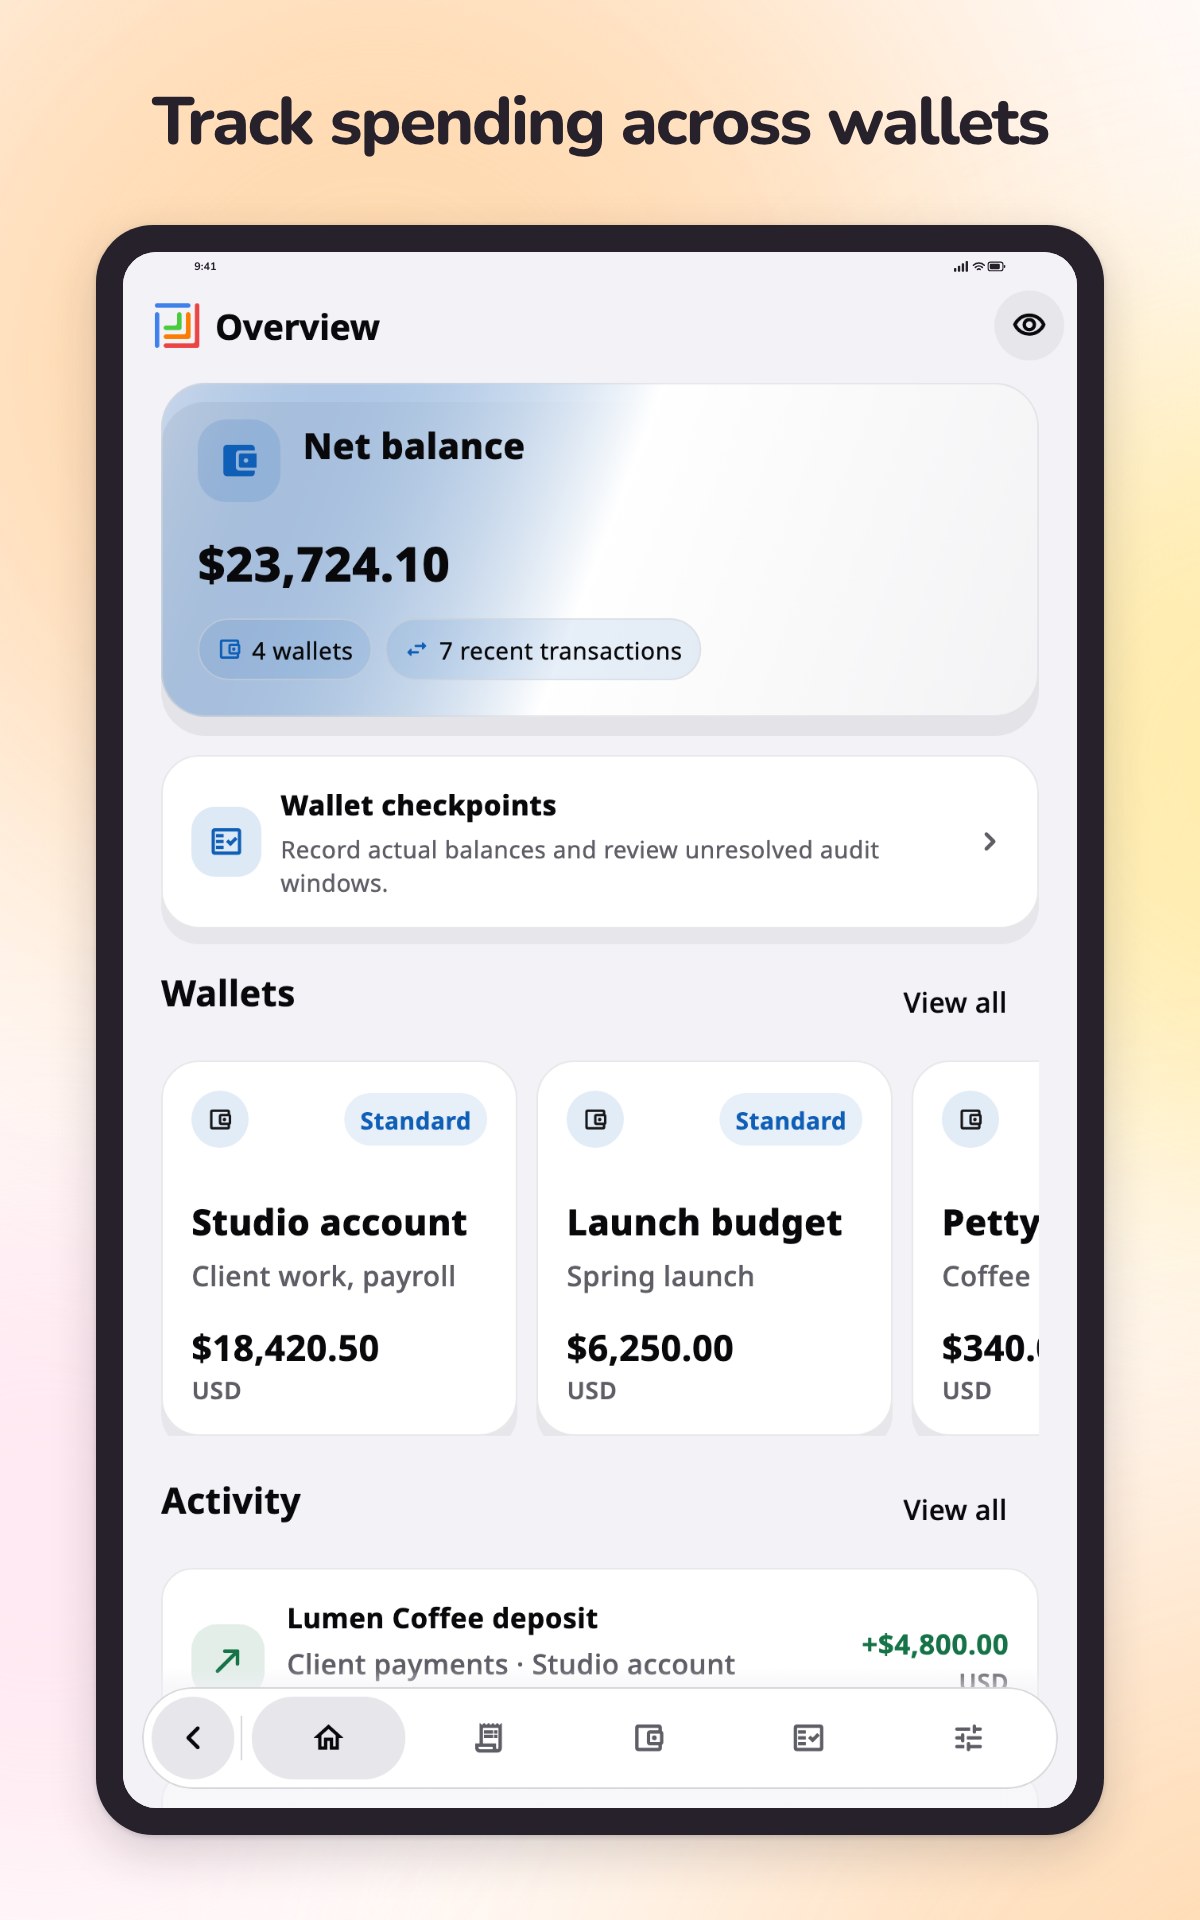 Track spending across wallets
9:41
Overview
Net balance
$23,724.10
4 wallets
7 recent transactions
Wallet checkpoints
Record actual balances and review unresolved audit
windows.
Wallets
View all
Standard
Standard
Studio account
Launch budget
Petty
Client work, payroll
Spring launch
Coffee
$18,420.50
$6,250.00
$340.
USD
USD
USD
Activity
View all
Lumen Coffee deposit
Client payments · Studio account
+$4,800.00
USD